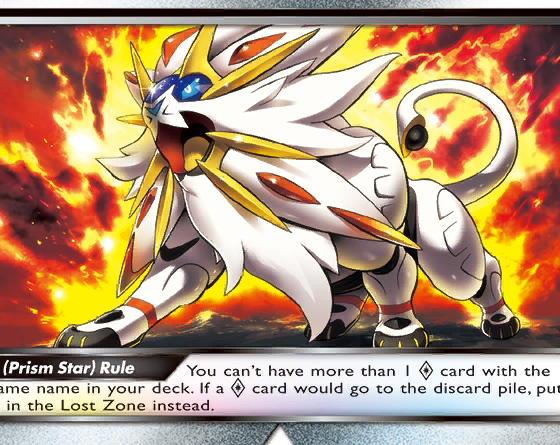 (Prism Star) Rule You can't have more than 1 ◇ card with the
ame name in your deck. If a ◇ card would go to the discard pile, put
in the Lost Zone instead.